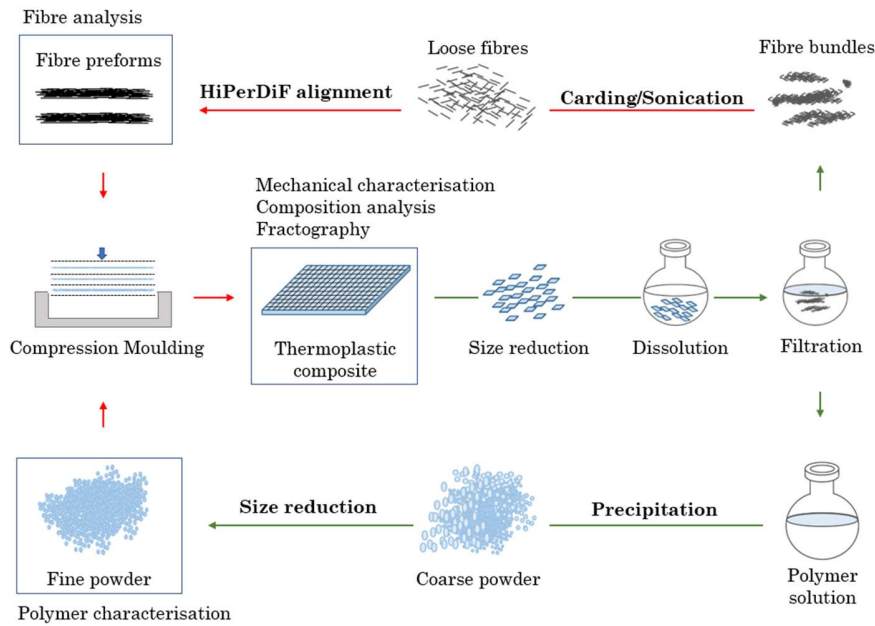 Fibre analysis
Fibre preforms
HiPerDiF alignment
Loose fibres
Carding/Sonication
Fibre bundles
Mechanical characterisation
Composition analysis
Fractography
Compression Moulding
Thermoplastic
composite
Size reduction
Dissolution
Filtration
Fine powder
Polymer characterisation
Size reduction
Coarse powder
Precipitation
Polymer
solution